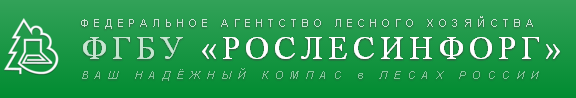 ФЕДЕРАЛЬНОЕ АГЕНТСТВО ЛЕСНОГО ХОЗЯЙСТВА
ФГБУ «РОСЛЕСИНФОРГ»
ВАШ НАДЁЖНЫЙ КОМПАС в ЛЕСАХ РОССИИ